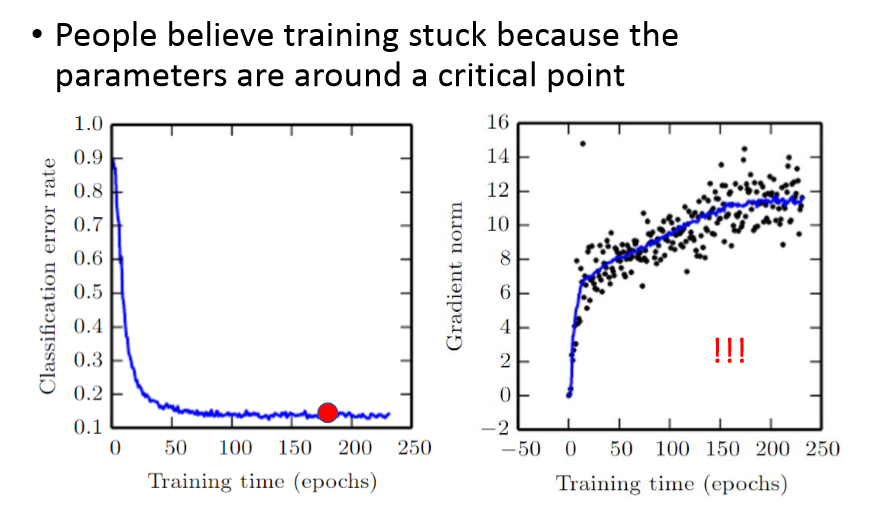 • People believe training stuck because the
parameters are around a critical point
1.0
0.9
0.8
0.7
0.6
0.5
0.4
0.3
0.2
0.1
Classification error rate
0 50 100 150 200 250
Training time (epochs)
16
14
12
10
8
6
4
2
0
−2
Gradient norm
!!!
−50 0 50 100 150 200 250
Training time (epochs)